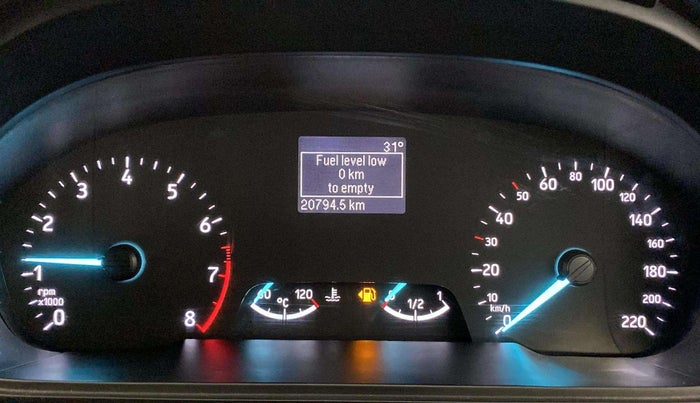 31°
Fuel level low
0 km
to empty
20794.5 km
0 1 2 3 4 5 6 7 8
rpm
x1000
°C 120
0 1/2 1
0 10 20 30 40 50 60 80 100 120 140 160 180 200 220
km/h